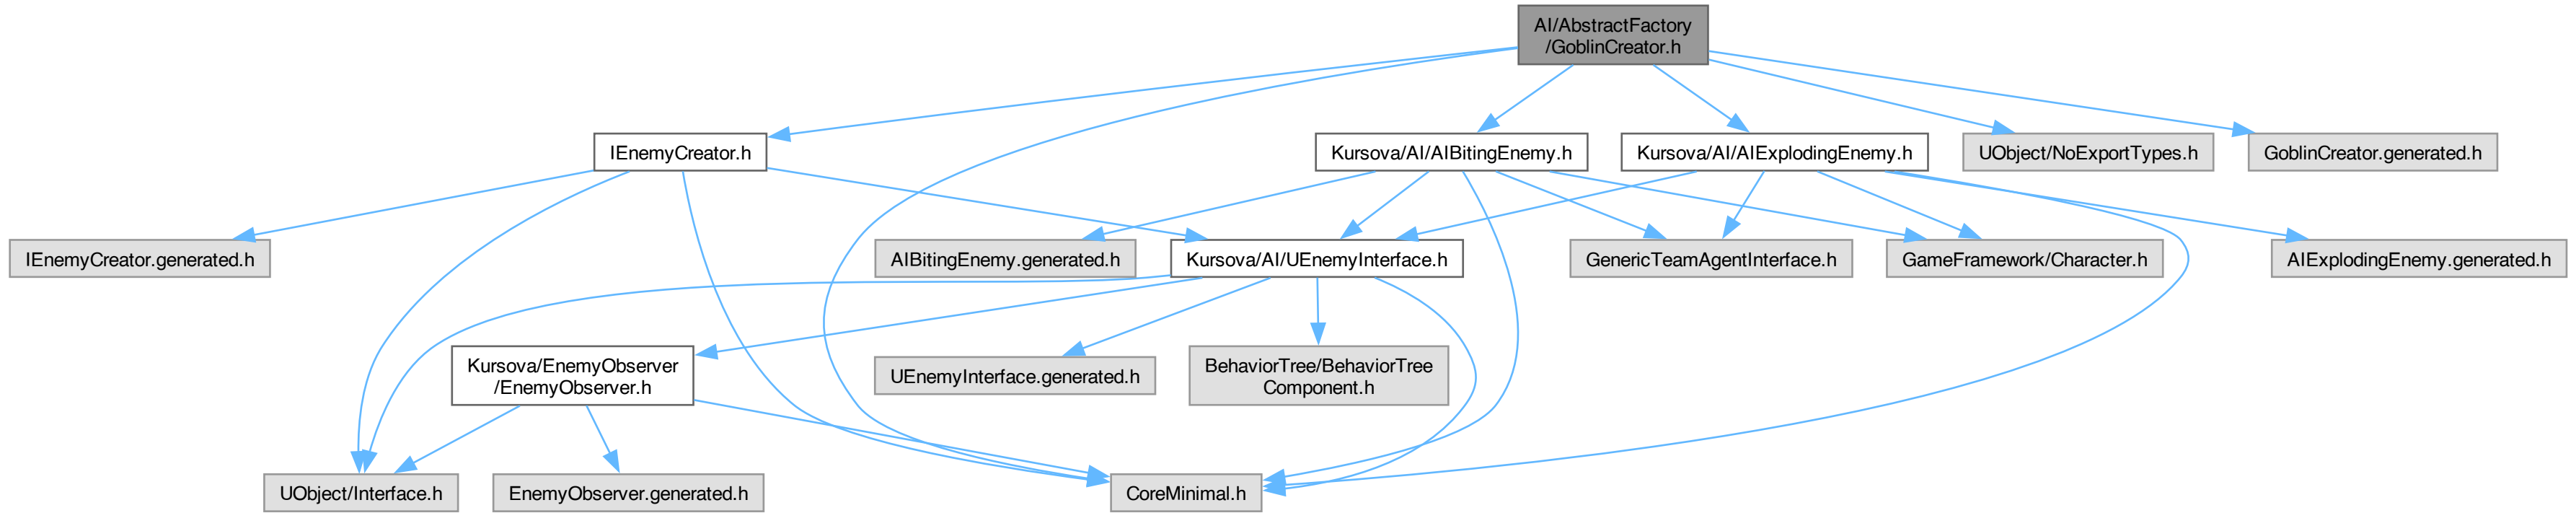 AI/AbstractFactory
/GoblinCreator.h
IEnemyCreator.h
Kursova/AI/AIBitingEnemy.h
Kursova/AI/AIExplodingEnemy.h
UObject/NoExportTypes.h
GoblinCreator.generated.h
IEnemyCreator.generated.h
AIBitingEnemy.generated.h
Kursova/AI/UEnemyInterface.h
GenericTeamAgentInterface.h
GameFramework/Character.h
AIExplodingEnemy.generated.h
Kursova/EnemyObserver
/EnemyObserver.h
UEnemyInterface.generated.h
BehaviorTree/BehaviorTree
Component.h
UObject/Interface.h
EnemyObserver.generated.h
CoreMinimal.h